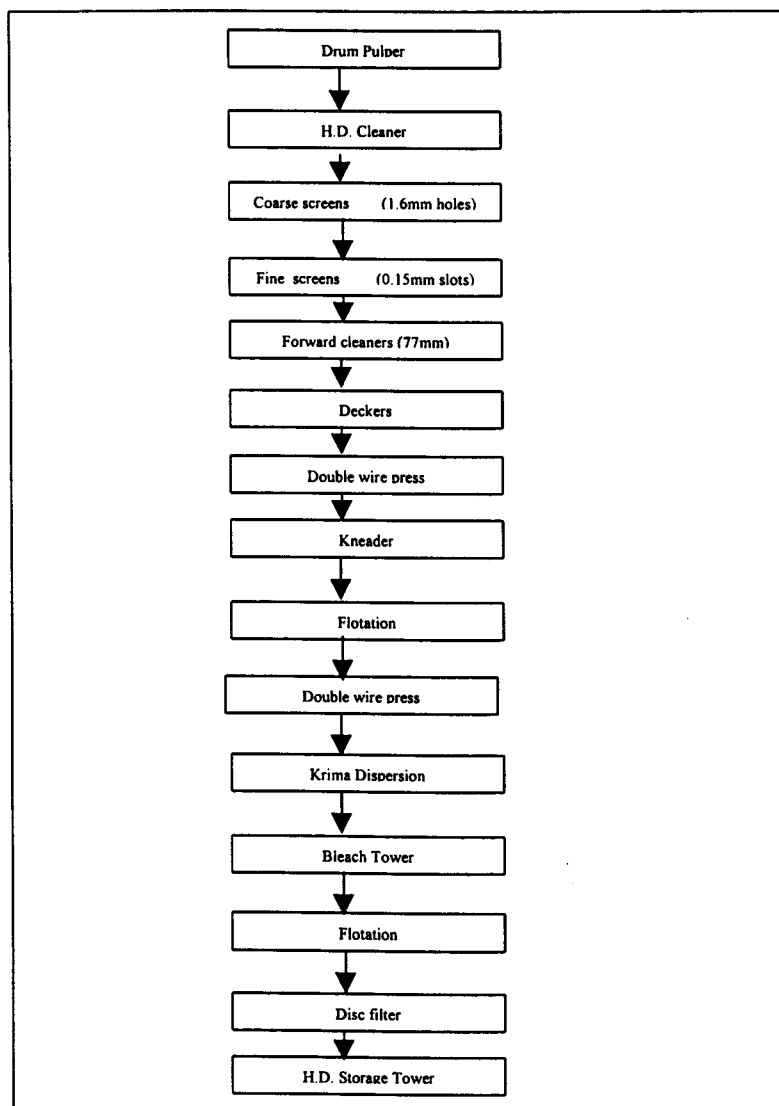 Drum Pulper
H.D. Cleaner
Coarse screens (1.6mm holes)
Fine screens (0.15mm slots)
Forward cleaners (77mm)
Deckers
Double wire press
Kneader
Flotation
Double wire press
Krima Dispersion
Bleach Tower
Flotation
Disc filter
H.D. Storage Tower